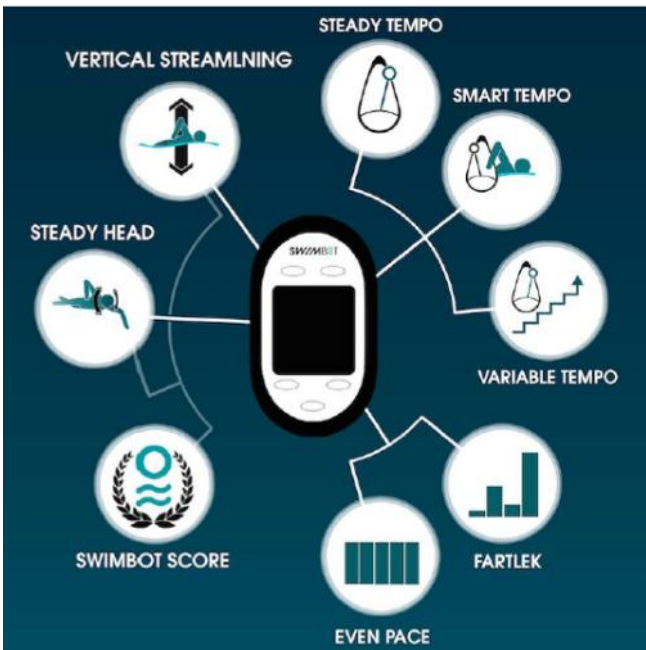 STEADY TEMPO
VERTICAL STREAMLNING
SMART TEMPO
SWIMBOT
STEADY HEAD
VARIABLE TEMPO
SWIMBOT SCORE
FARTLEK
EVEN PACE